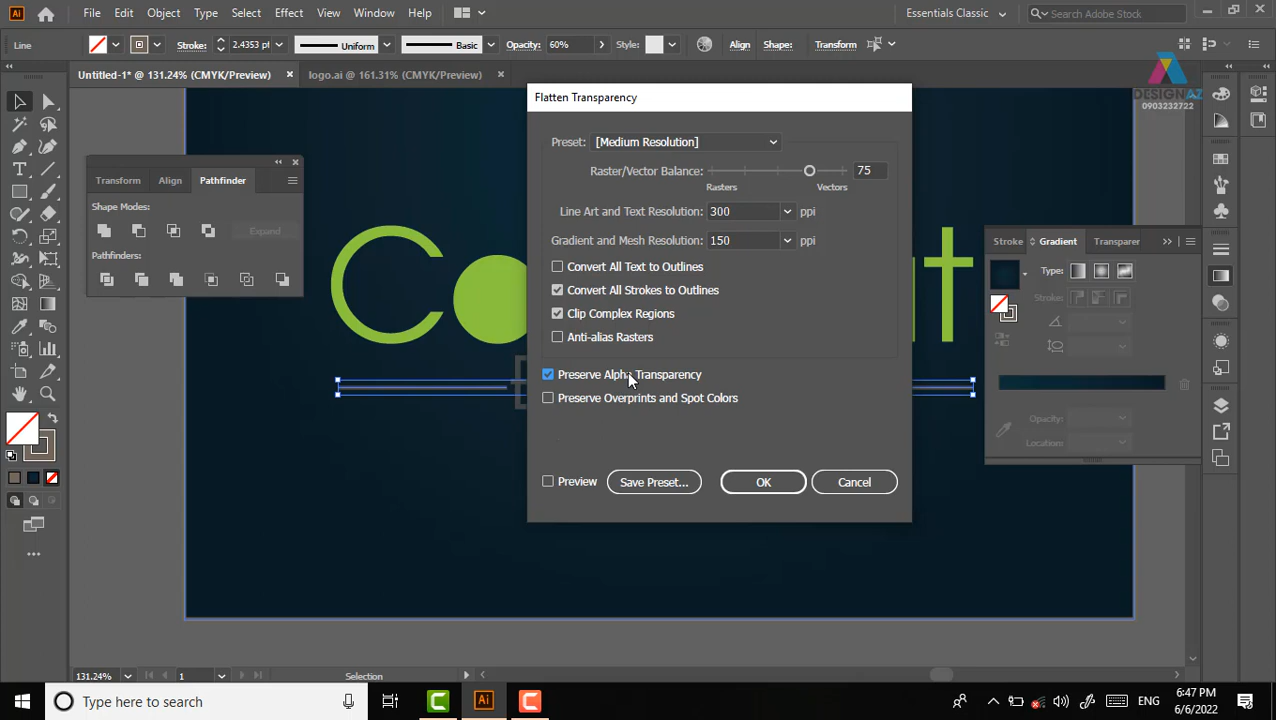 Ai File Edit Object Type Select Effect View Window Help Essentials Classic Search Adobe Stock
Line Stroke: 2.4353 pt Uniform Basic Opacity: 60% Style: Align Shape: Transform
Untitled-1* @ 131.24% (CMYK/Preview) × logo.ai @ 161.31% (CMYK/Preview) ×
DESIGNAZ
0903232722
Flatten Transparency
Preset: [Medium Resolution]
Raster/Vector Balance: 75
Rasters Vectors
Line Art and Text Resolution: 300 ppi
Gradient and Mesh Resolution: 150 ppi
Convert All Text to Outlines
Convert All Strokes to Outlines
Clip Complex Regions
Anti-alias Rasters
Preserve Alpha Transparency
Preserve Overprints and Spot Colors
Preview Save Preset... OK Cancel
Transform Align Pathfinder
Shape Modes:
Expand
Pathfinders:
Stroke Gradient Transparer
Type:
Stroke:
Opacity:
Location:
131.24% 1 Selection
Type here to search
Ai
ENG
6:47 PM
6/6/2022